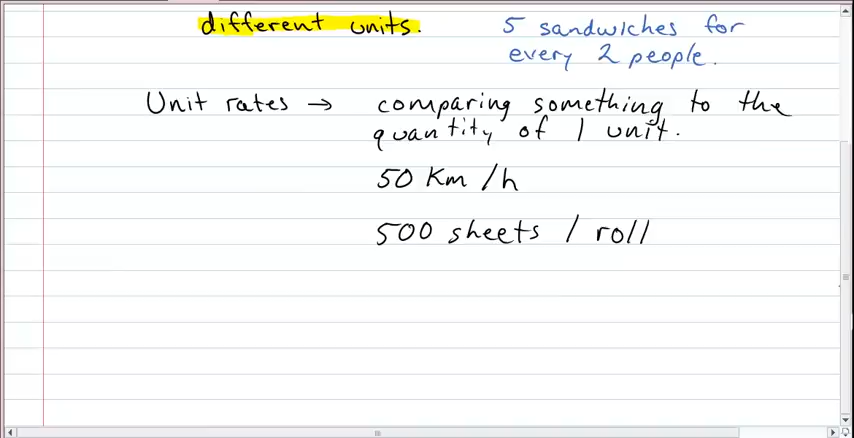 different units.
5 sandwiches for
every 2 people.
Unit rates → comparing something to the
quantity of 1 unit.
50 Km/h
500 sheets / roll